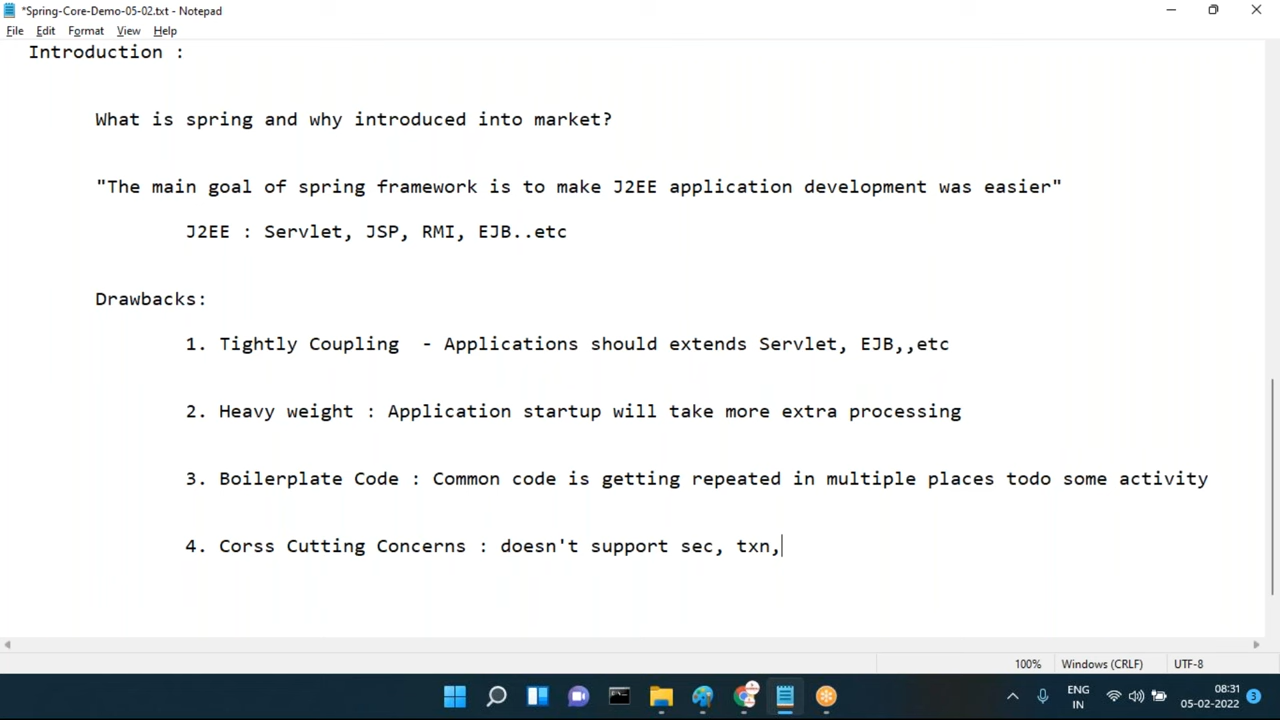 *Spring-Core-Demo-05-02.txt - Notepad
File Edit Format View Help
Introduction :
What is spring and why introduced into market?
"The main goal of spring framework is to make J2EE application development was easier"
J2EE : Servlet, JSP, RMI, EJB..etc
Drawbacks:
1. Tightly Coupling - Applications should extends Servlet, EJB,,etc
2. Heavy weight : Application startup will take more extra processing
3. Boilerplate Code : Common code is getting repeated in multiple places todo some activity
4. Corss Cutting Concerns : doesn't support sec, txn,
100% Windows (CRLF) UTF-8
ENG
IN
08:31
05-02-2022
3